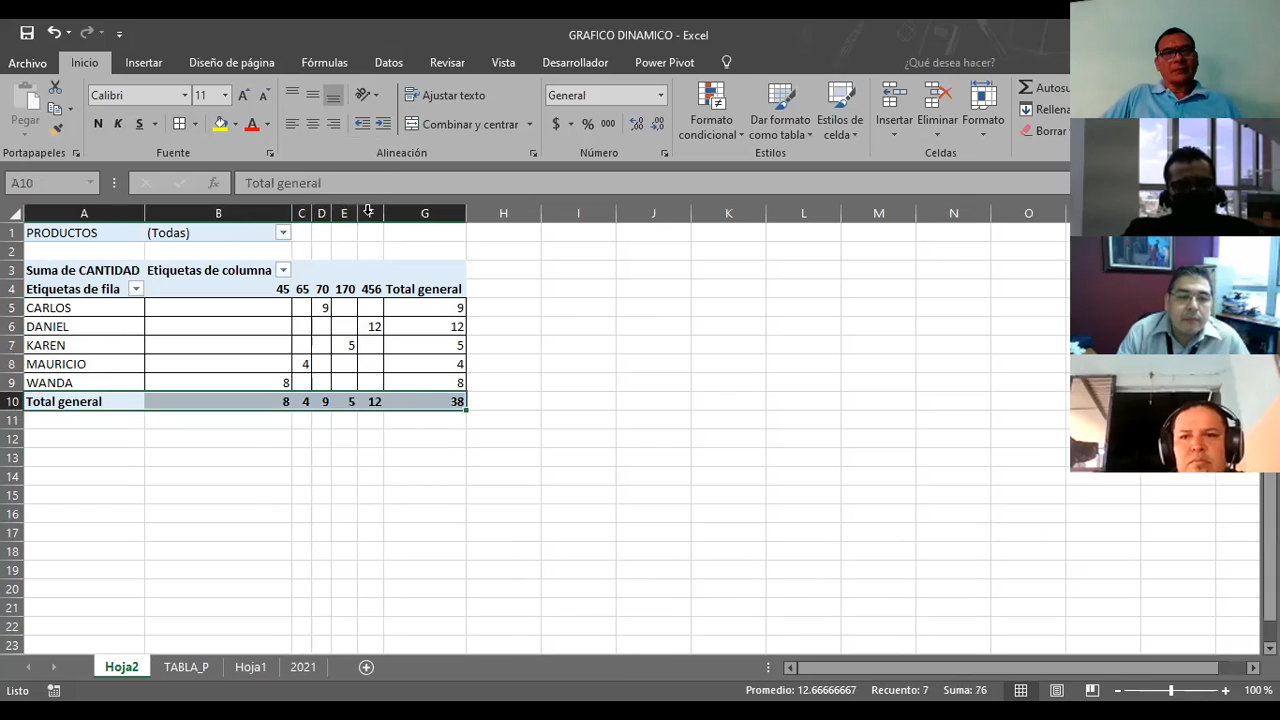 GRAFICO DINAMICO - Excel
Archivo Inicio Insertar Diseño de página Fórmulas Datos Revisar Vista Desarrollador Power Pivot ¿Qué desea hacer?
Pegar
Calibri 11
N K S
A A
Ajustar texto
Combinar y centrar
General
$ % 000
Formato condicional
Dar formato como tabla
Estilos de celda
Insertar Eliminar Formato
Autosu
Rellena
Borrar
Portapapeles Fuente Alineación Número Estilos Celdas
A10 fx Total general
A B C D E F G H I J K L M N O
1 PRODUCTOS (Todas)
2
3 Suma de CANTIDAD Etiquetas de columna
4 Etiquetas de fila 45 65 70 170 456 Total general
5 CARLOS 9 9
6 DANIEL 12 12
7 KAREN 5 5
8 MAURICIO 4 4
9 WANDA 8 8
10 Total general 8 4 9 5 12 38
11
12
13
14
15
16
17
18
19
20
21
22
23
Hoja2 TABLA_P Hoja1 2021
Listo Promedio: 12.66666667 Recuento: 7 Suma: 76 100 %